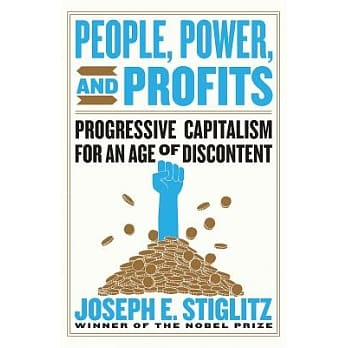 PEOPLE, POWER,
AND PROFITS
PROGRESSIVE CAPITALISM
FOR AN AGE OF DISCONTENT
JOSEPH E. STIGLITZ
WINNER OF THE NOBEL PRIZE